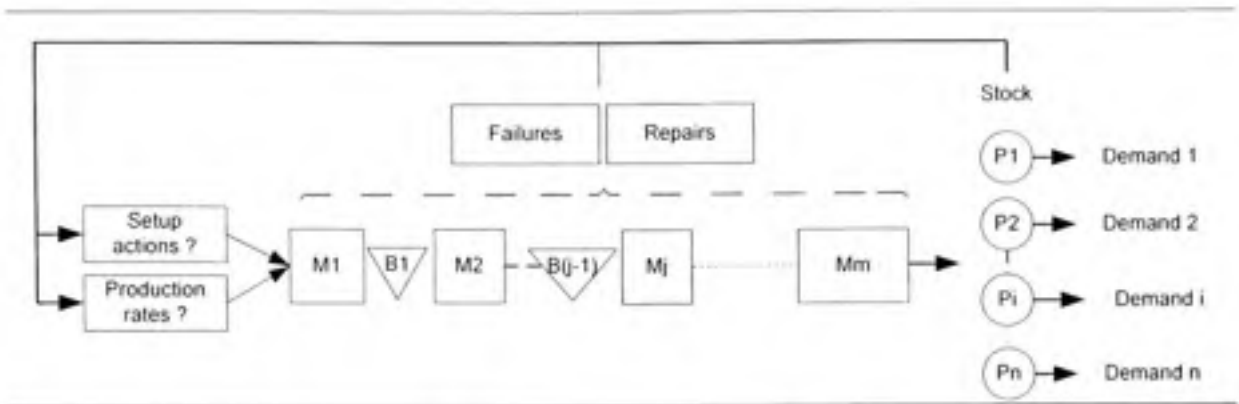 Stock
Failures
Repairs
P1
Demand 1
Setup
actions ?
P2
Demand 2
M1
B1
M2
B(j-1)
Mj
Mm
Production
rates ?
Pi
Demand i
Pn
Demand n